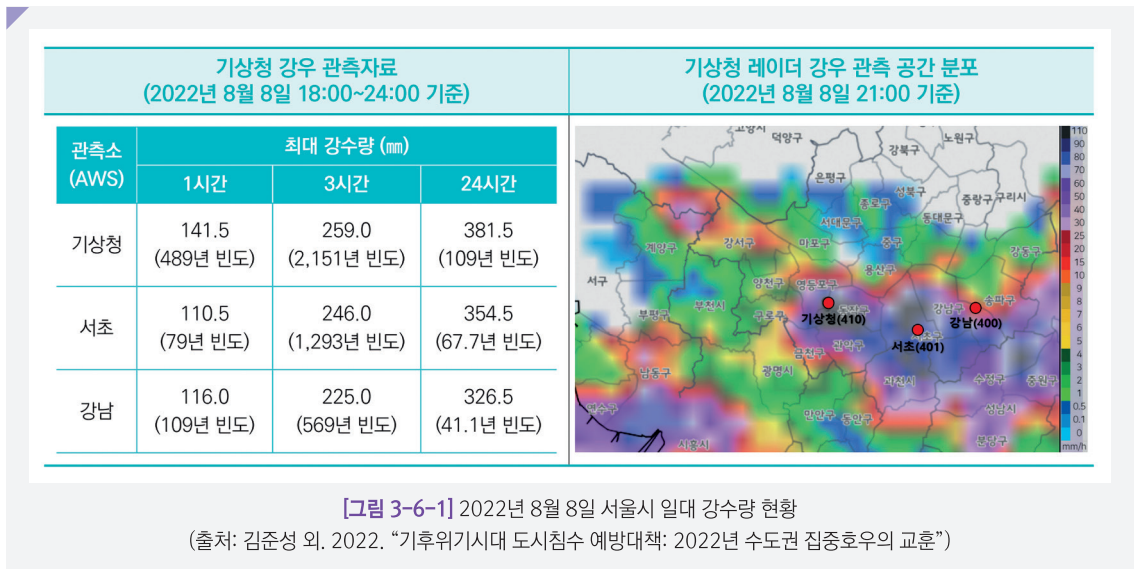 기상청 강우 관측자료
(2022년 8월 8일 18:00~24:00 기준)
기상청 레이더 강우 관측 공간 분포
(2022년 8월 8일 21:00 기준)
관측소
(AWS)
최대 강수량 (㎜)
1시간
3시간
24시간
기상청
141.5
(489년 빈도)
259.0
(2,151년 빈도)
381.5
(109년 빈도)
서초
110.5
(79년 빈도)
246.0
(1,293년 빈도)
354.5
(67.7년 빈도)
강남
116.0
(109년 빈도)
225.0
(569년 빈도)
326.5
(41.1년 빈도)
고양시
덕양구
노원구
강북구
은평구
성북구
종로구
중랑구
구리시
서대문구
동대문구
계양구
강서구
마포구
중구
강동구
서구
용산구
양천구
영등포구
부천시
강남구
송파구
부평구
구로구
기상청(410)
강남(400)
서초(401)
금천구
관악구
남동구
광명시
과천시
수정구
중원구
연수구
만안구
동안구
성남시
시흥시
분당구
110
90
80
70
60
50
40
30
25
20
15
10
9
8
7
6
5
4
3
2
1
0.5
0.1
0
mm/h
[그림 3-6-1] 2022년 8월 8일 서울시 일대 강수량 현황
(출처: 김준성 외. 2022. “기후위기시대 도시침수 예방대책: 2022년 수도권 집중호우의 교훈”)